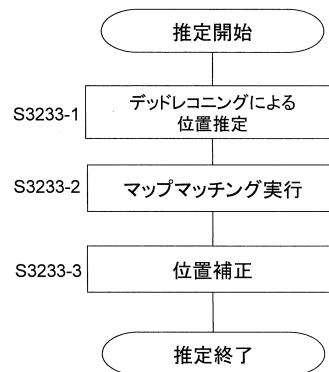 推定開始
S3233-1
デッドレコニングによる
位置推定
S3233-2
マップマッチング実行
S3233-3
位置補正
推定終了